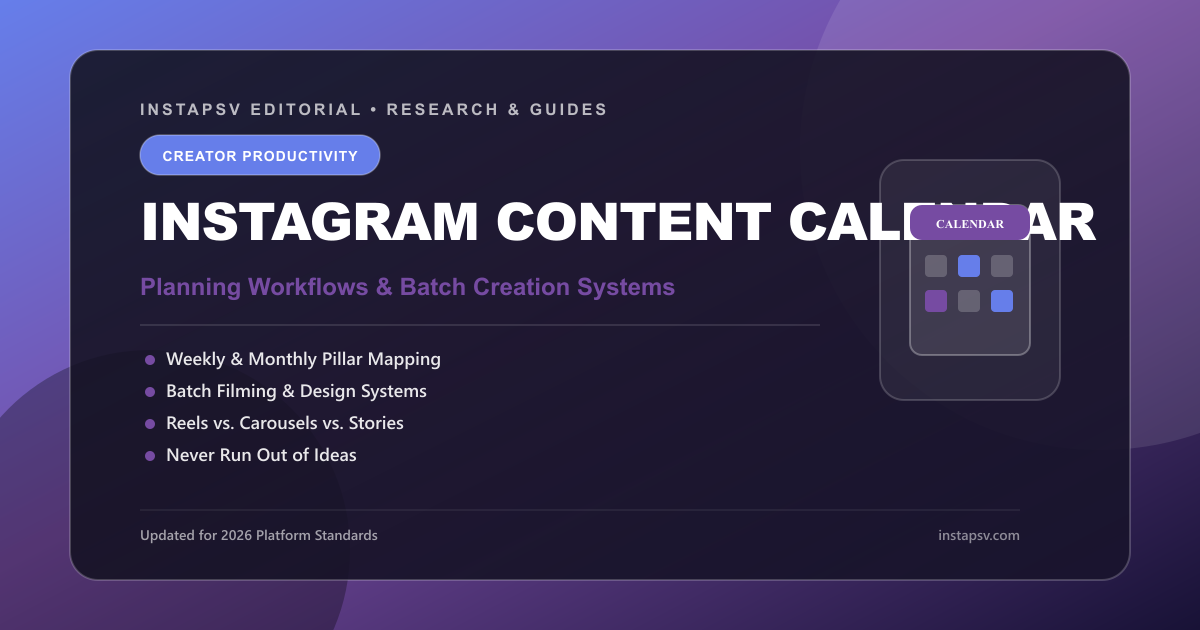 INSTAPSV EDITORIAL • RESEARCH & GUIDES
CREATOR PRODUCTIVITY
INSTAGRAM CONTENT CALENDAR
CALENDAR
Planning Workflows & Batch Creation Systems
Weekly & Monthly Pillar Mapping
Batch Filming & Design Systems
Reels vs. Carousels vs. Stories
Never Run Out of Ideas
Updated for 2026 Platform Standards
instapsv.com